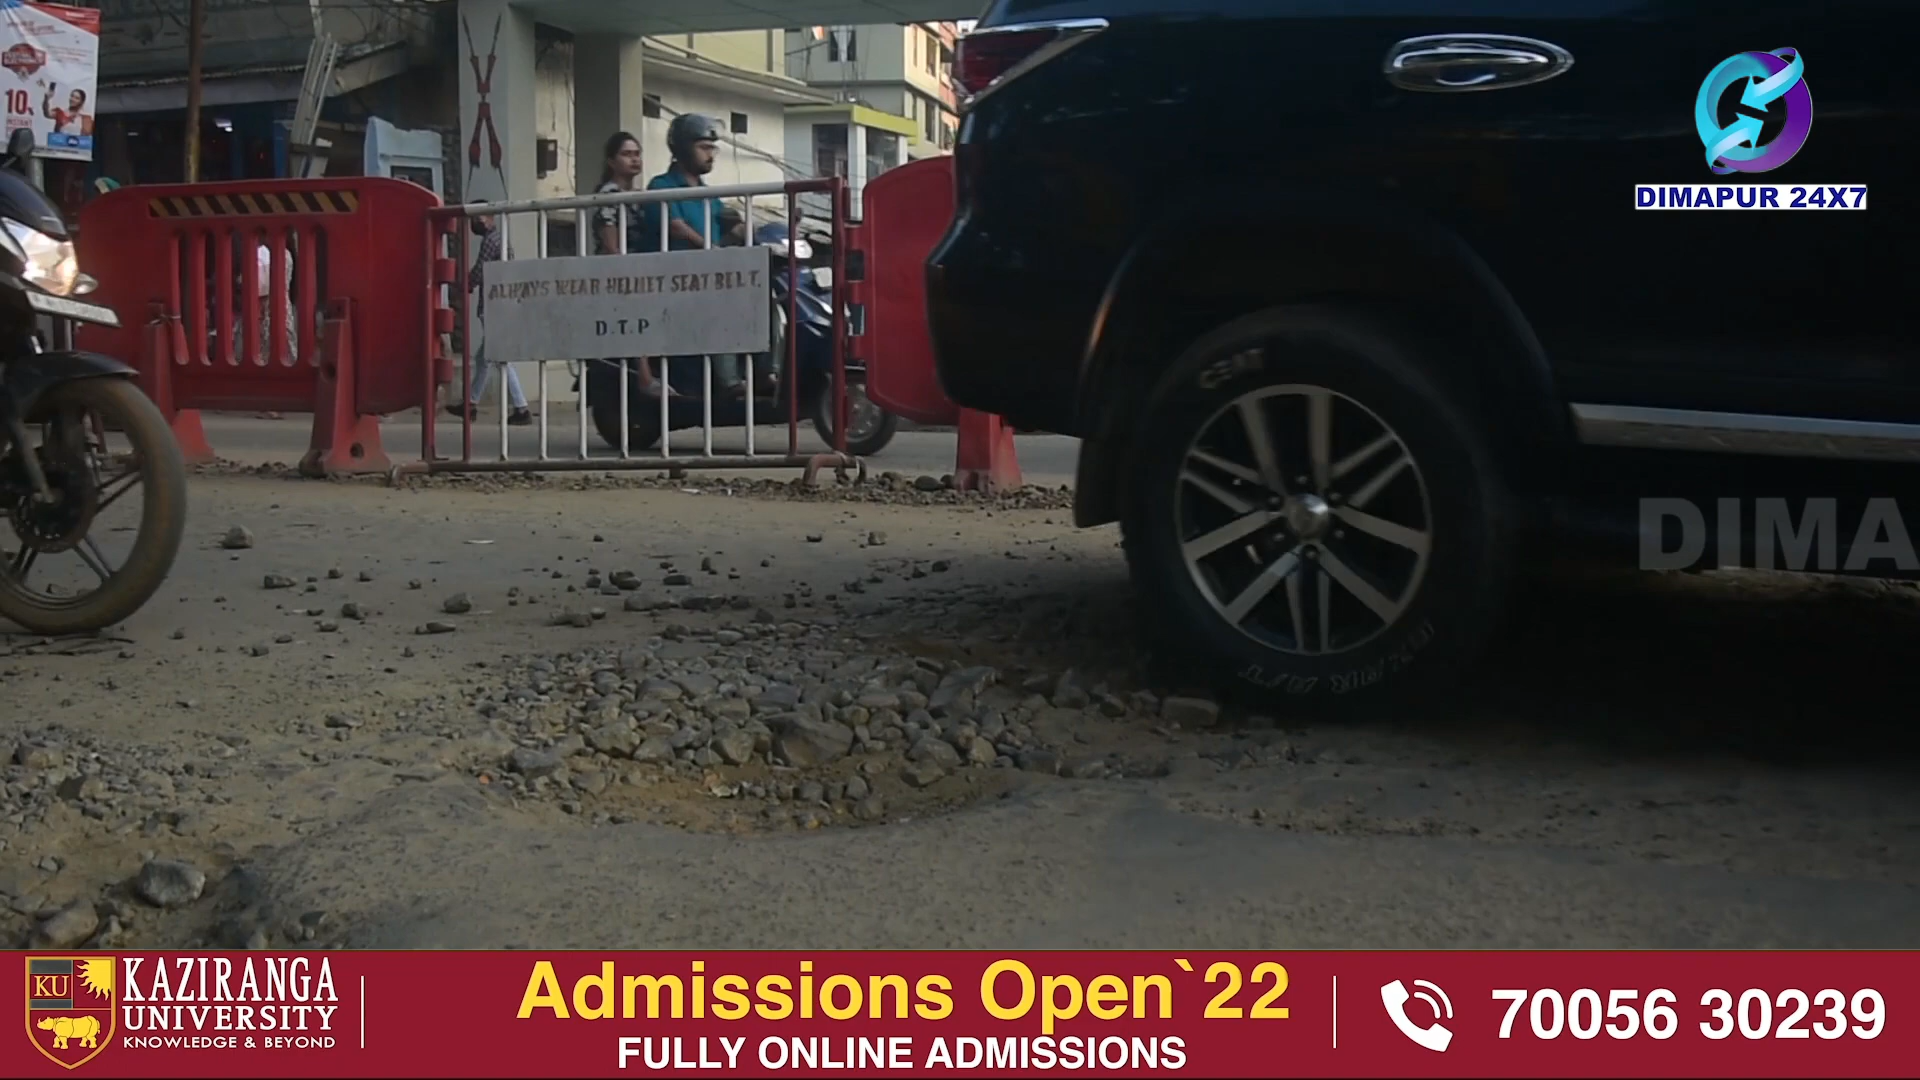 10%
DIMAPUR 24X7
ALWAYS WEAR HELMET SEAT BELT.
D.T.P
DIMA
KU
KAZIRANGA
UNIVERSITY
KNOWLEDGE & BEYOND
Admissions Open`22
FULLY ONLINE ADMISSIONS
70056 30239